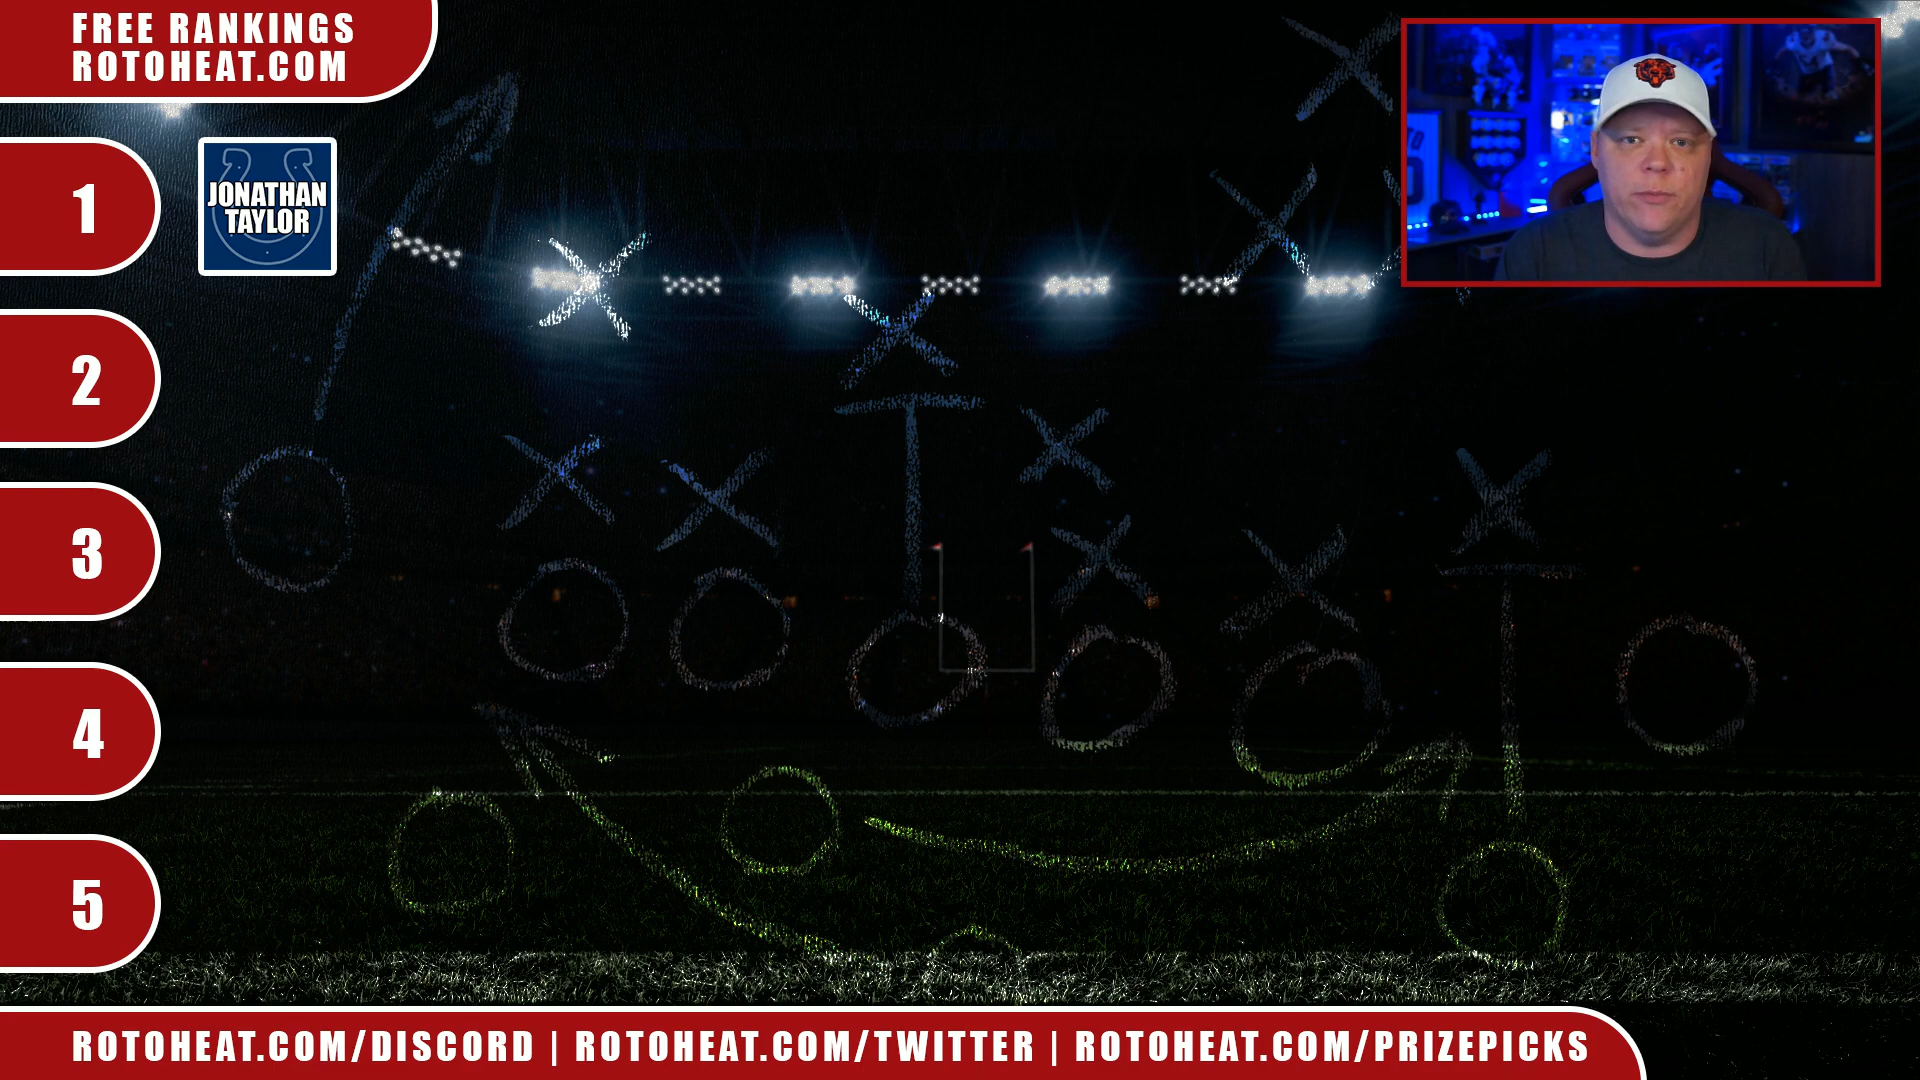 FREE RANKINGS
ROTOHEAT.COM
1
JONATHAN
TAYLOR
2
3
4
5
ROTOHEAT.COM/DISCORD | ROTOHEAT.COM/TWITTER | ROTOHEAT.COM/PRIZEPICKS